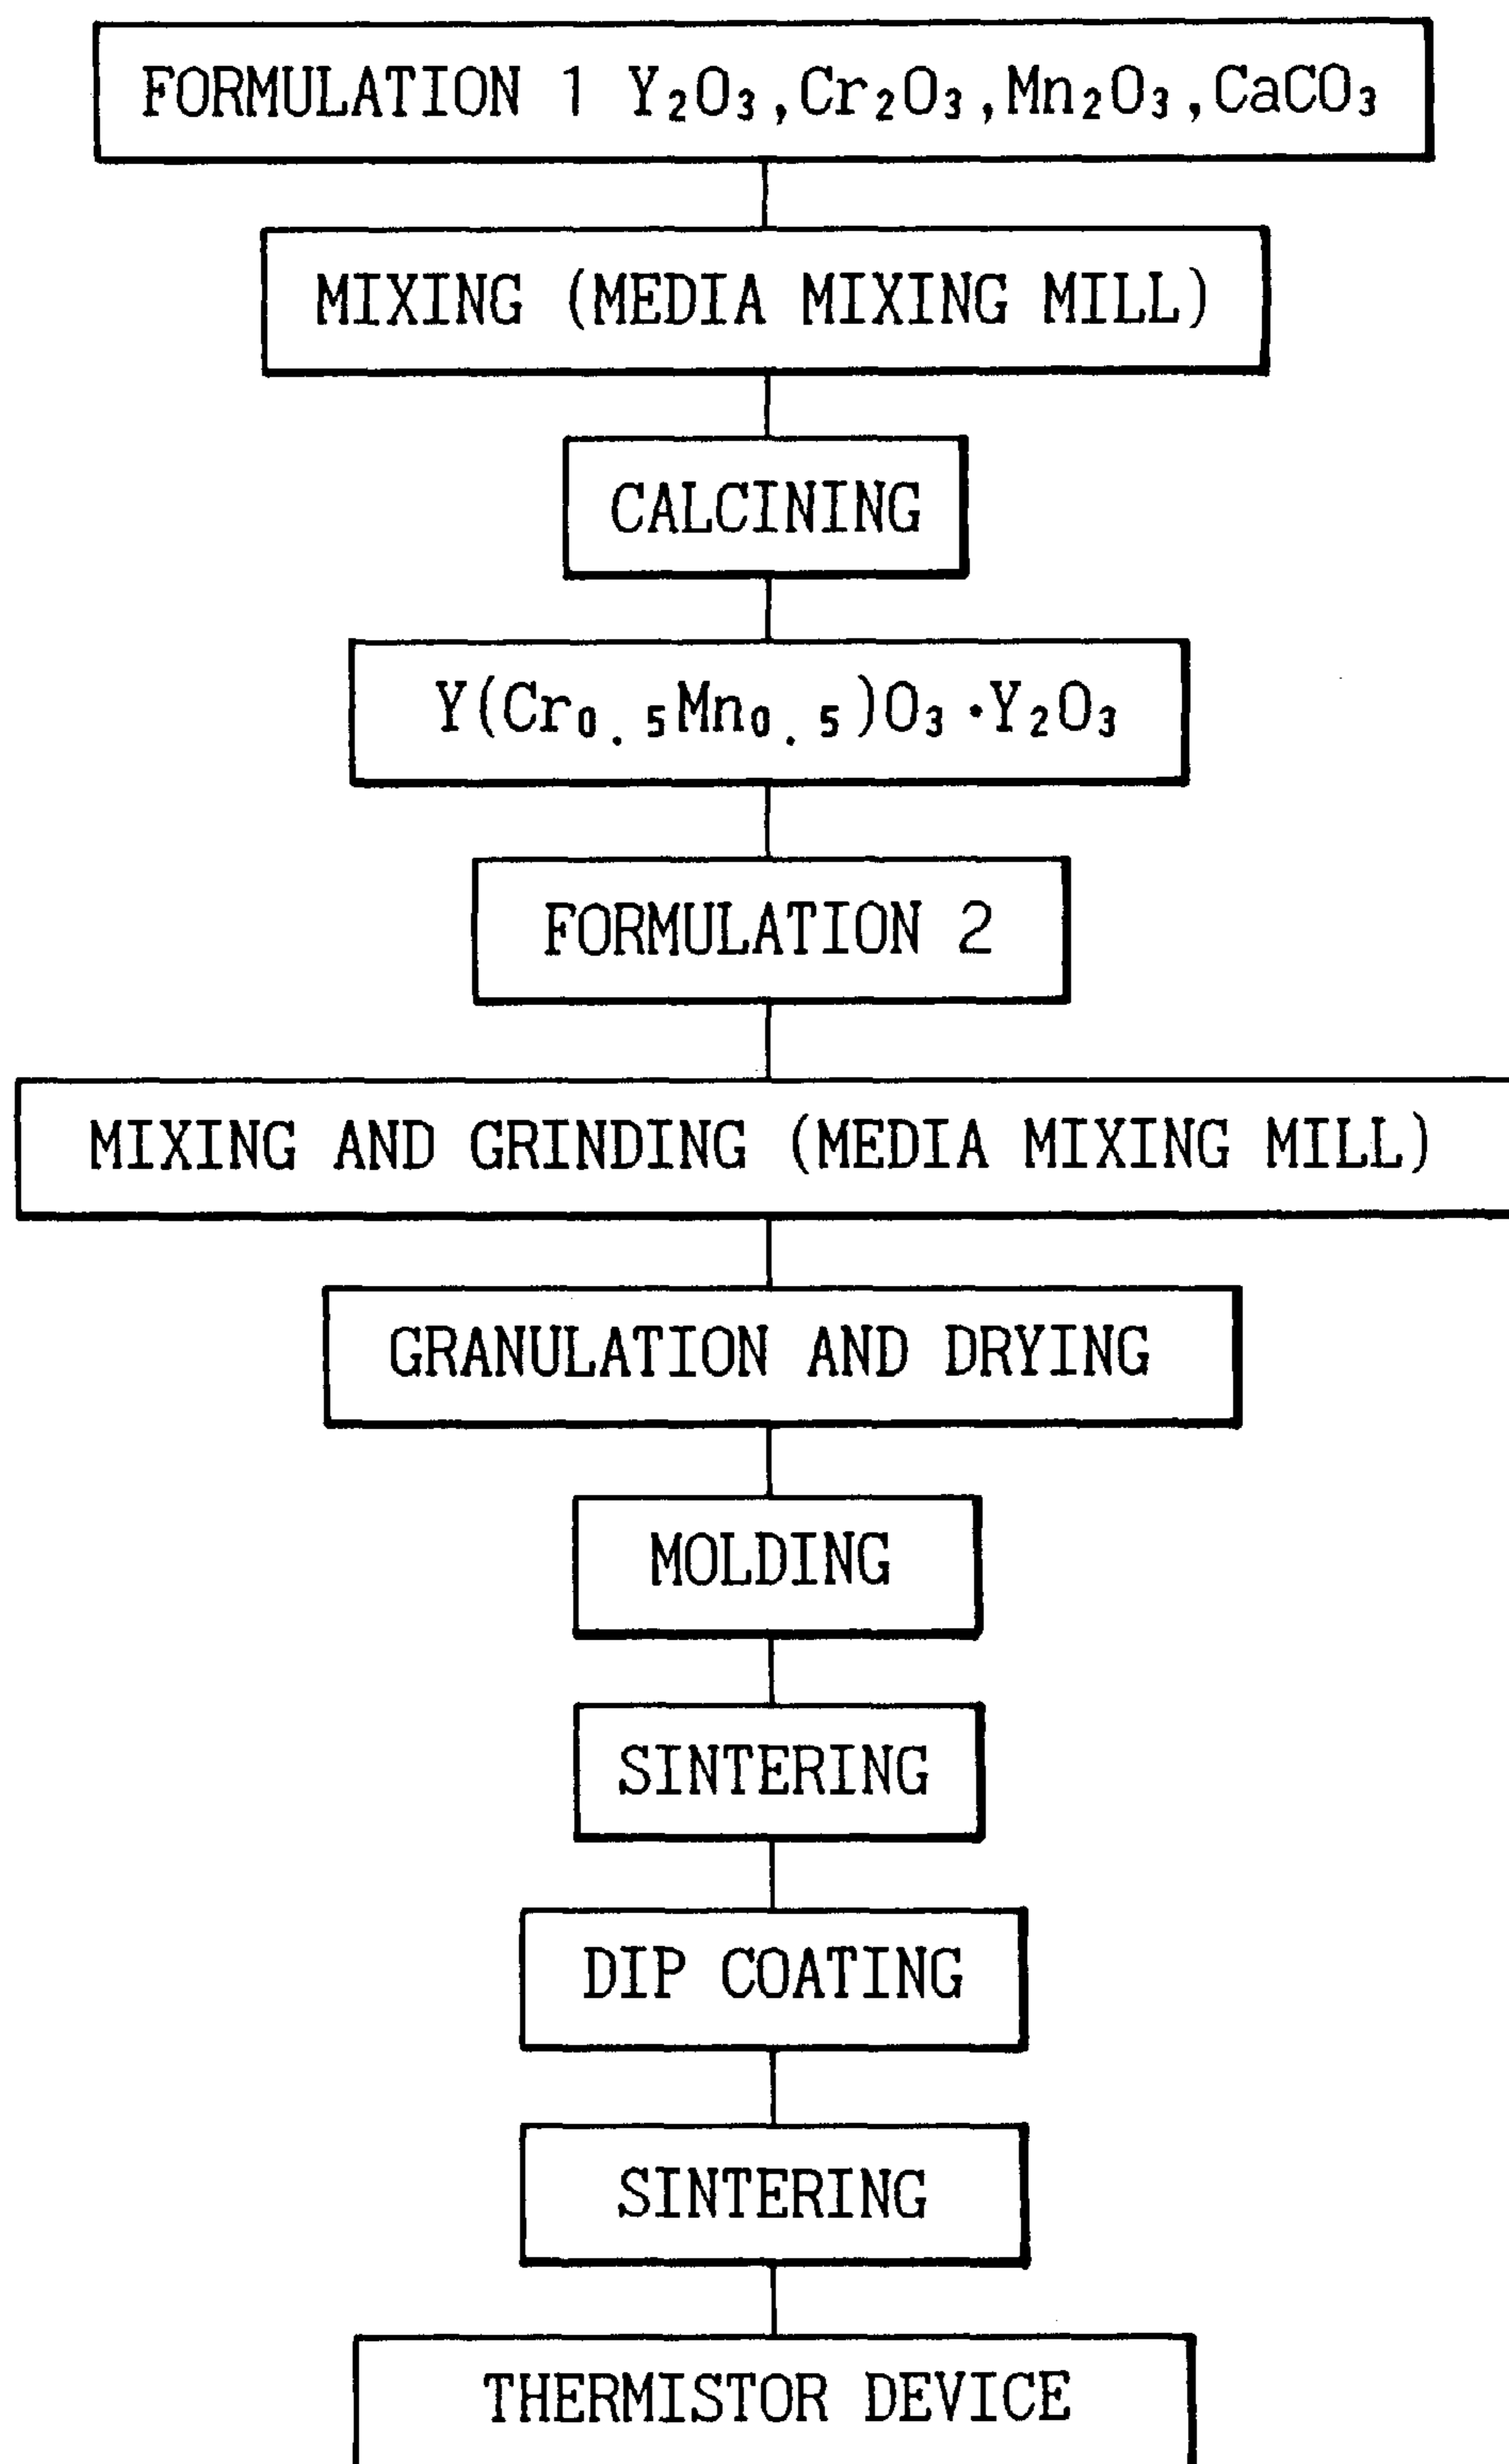 FORMULATION 1 Y₂O₃,Cr₂O₃,Mn₂O₃,CaCO₃
MIXING (MEDIA MIXING MILL)
CALCINING
Y(Cr₀.₅Mn₀.₅)O₃·Y₂O₃
FORMULATION 2
MIXING AND GRINDING (MEDIA MIXING MILL)
GRANULATION AND DRYING
MOLDING
SINTERING
DIP COATING
SINTERING
THERMISTOR DEVICE